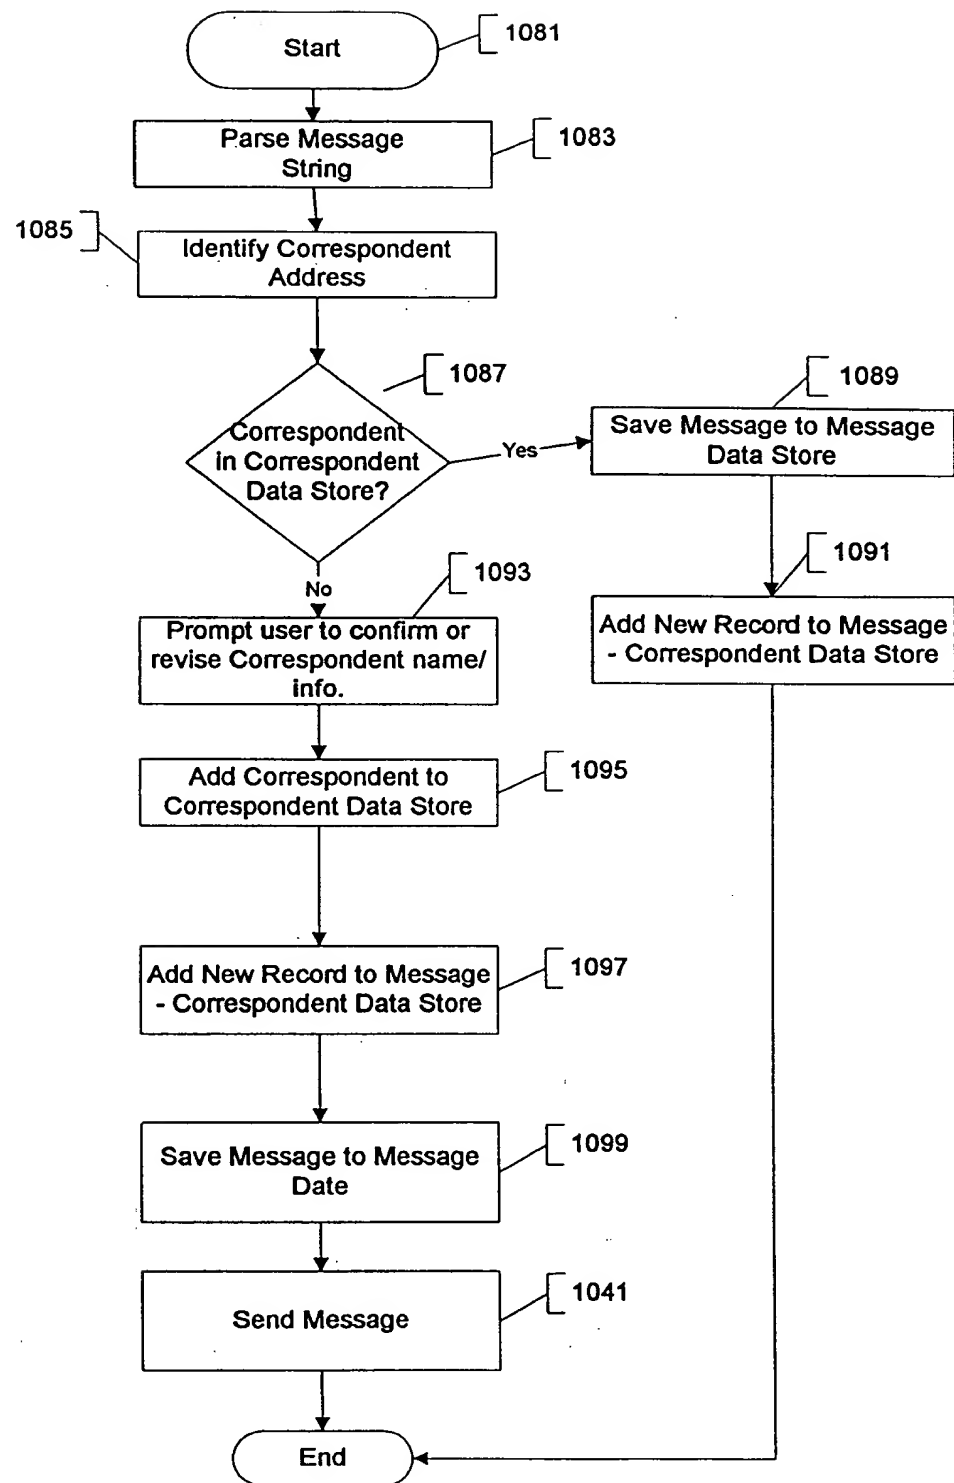 Start
1081
Parse Message
String
1083
1085
Identify Correspondent
Address
1087
Correspondent
in Correspondent
Data Store?
Yes
1089
Save Message to Message
Data Store
1091
Add New Record to Message
- Correspondent Data Store
No
1093
Prompt user to confirm or
revise Correspondent name/
info.
Add Correspondent to
Correspondent Data Store
1095
Add New Record to Message
- Correspondent Data Store
1097
Save Message to Message
Date
1099
Send Message
1041
End